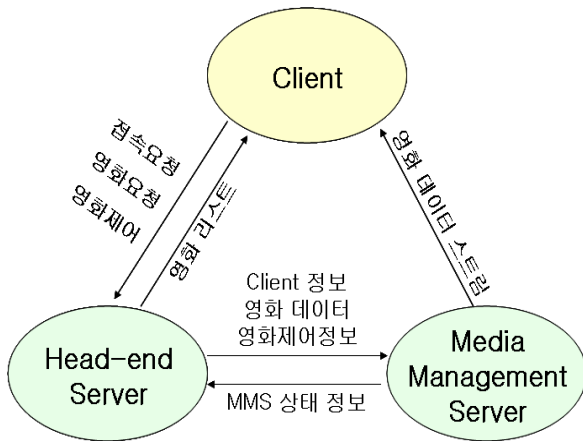 Client
접속요청
영화요청
영화제어
영화 리스트
영화 데이터 스트림
Client 정보
영화 데이터
영화제어정보
Head-end
Server
Media
Management
Server
MMS 상태 정보